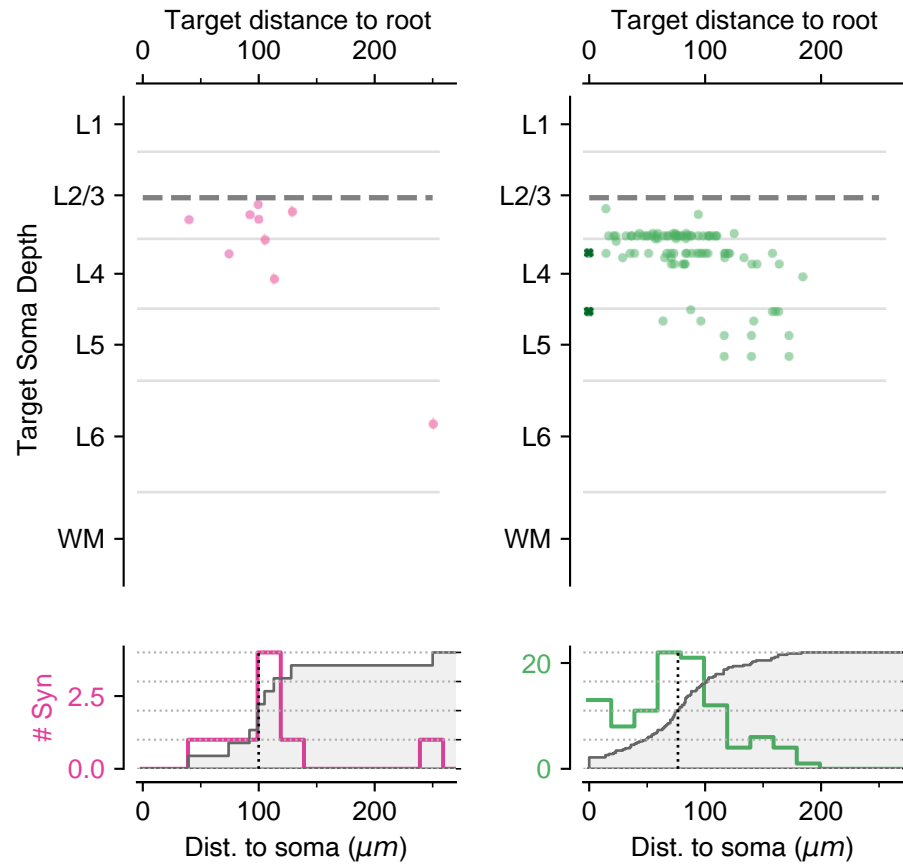 Target distance to root
0 100 200
Target distance to root
0 100 200
Target Soma Depth
L1
L2/3
L4
L5
L6
WM
L1
L2/3
L4
L5
L6
WM
# Syn
2.5
0.0
20
0
0 100 200
Dist. to soma (μm)
0 100 200
Dist. to soma (μm)